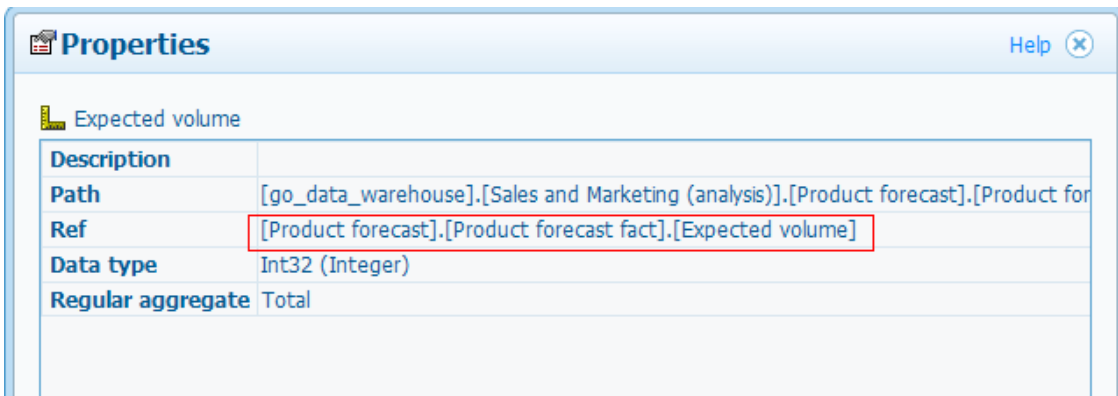 Properties
Help
Expected volume
Description
Path [go_data_warehouse].[Sales and Marketing (analysis)].[Product forecast].[Product for
Ref [Product forecast].[Product forecast fact].[Expected volume]
Data type Int32 (Integer)
Regular aggregate Total